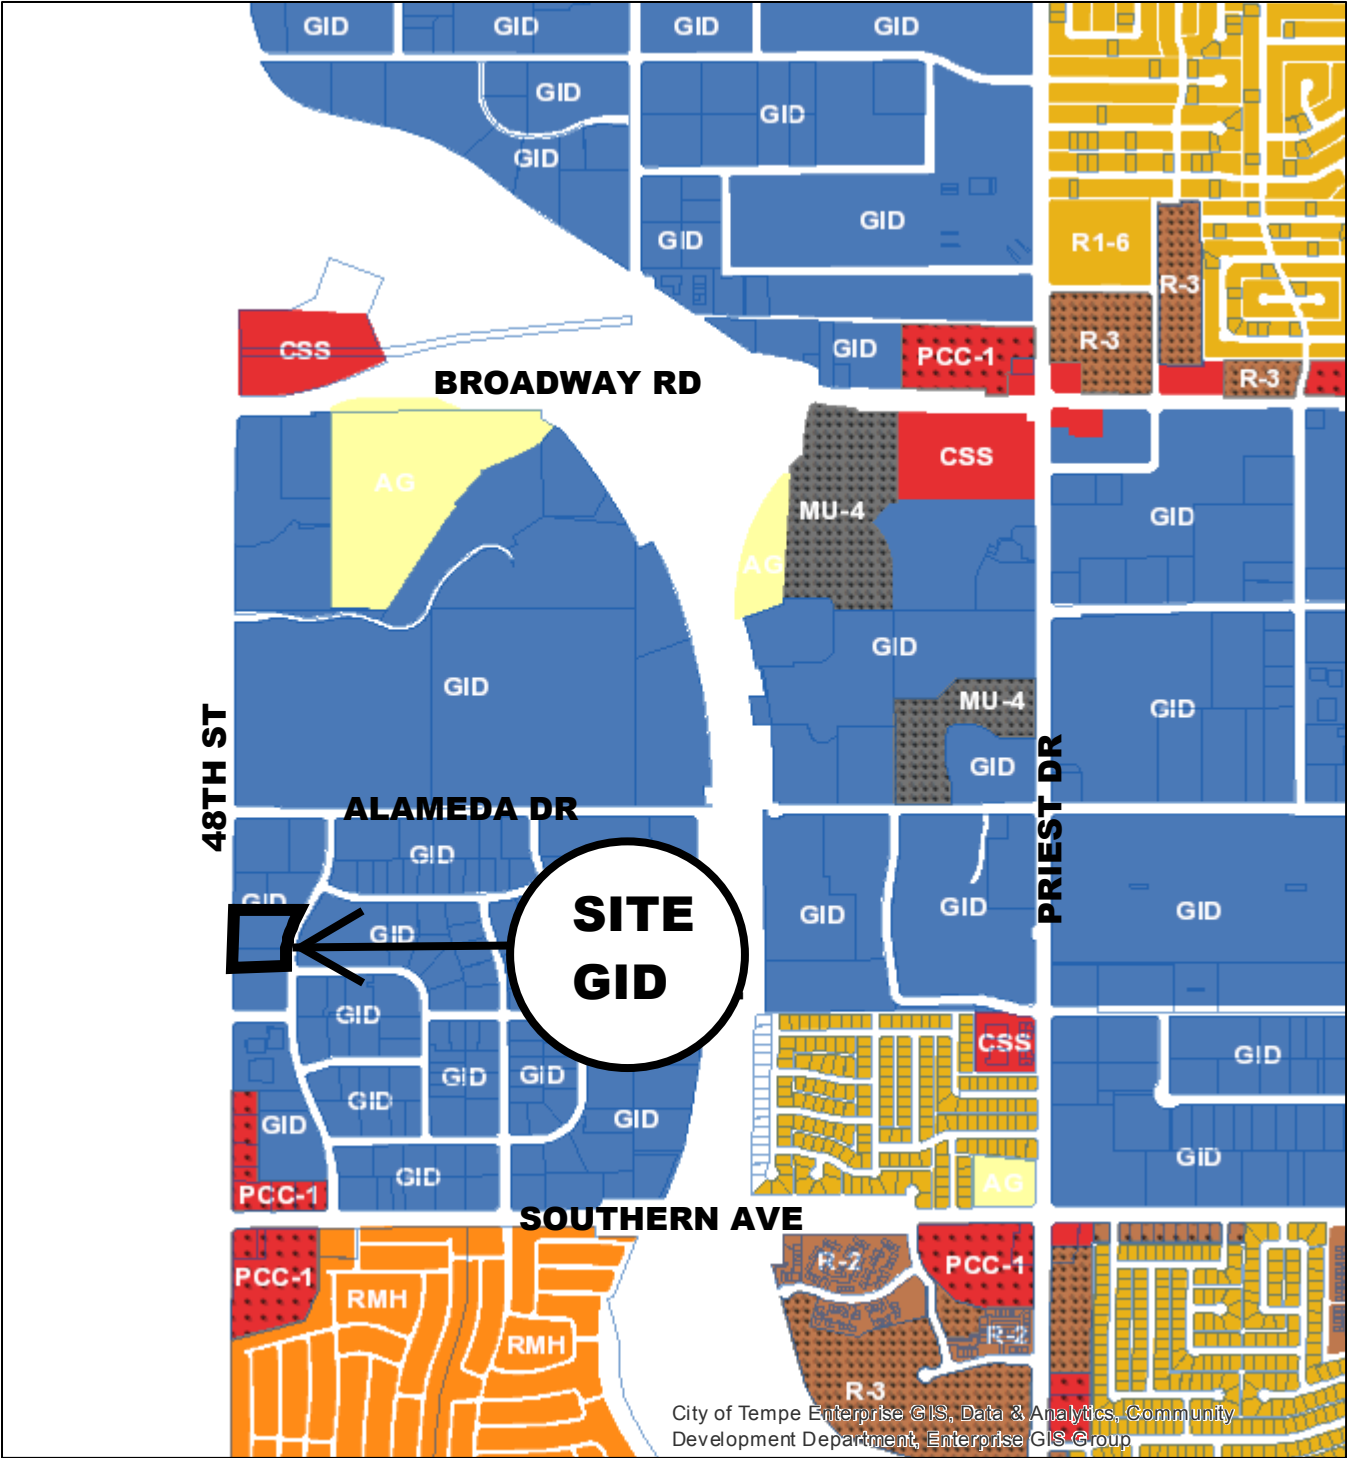 GID GID GID GID
GID
GID
GID
GID
GID
R1-6
R-3
R-3
GID
PCC-1
CSS
R-3
BROADWAY RD
AG
CSS
MU-4
GID
AG
GID
GID
MU-4
GID
GID
48TH ST
PRIEST DR
ALAMEDA DR
GID
GID
GID
GID
GID
GID
GID
SITE
GID
GID
CSS
GID
GID
GID
GID
GID
GID
GID
GID
AG
PCC-1
SOUTHERN AVE
R-2
PCC-1
PCC-1
RMH
RMH
R-2
R-3
City of Tempe Enterprise GIS, Data & Analytics, Community
Development Department, Enterprise GIS Group